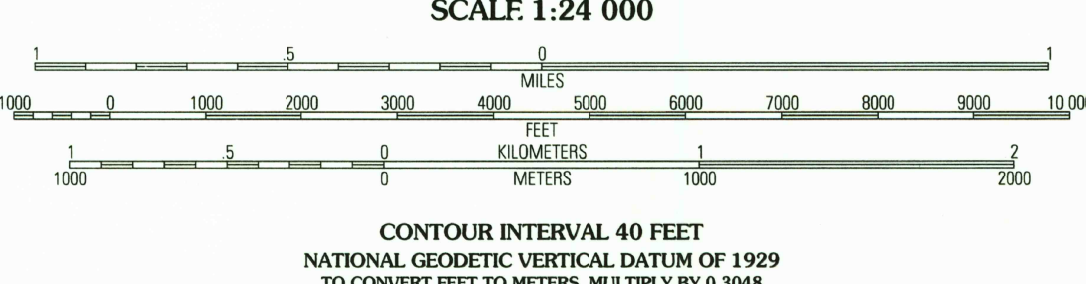 SCALE 1:24 000
1 .5 0 1
MILES
1000 0 1000 2000 3000 4000 5000 6000 7000 8000 9000 10 000
FEET
1 .5 0 KILOMETERS 1 2
1000 0 METERS 1000 2000
CONTOUR INTERVAL 40 FEET
NATIONAL GEODETIC VERTICAL DATUM OF 1929
TO CONVERT FEET TO METERS, MULTIPLY BY 0.3048